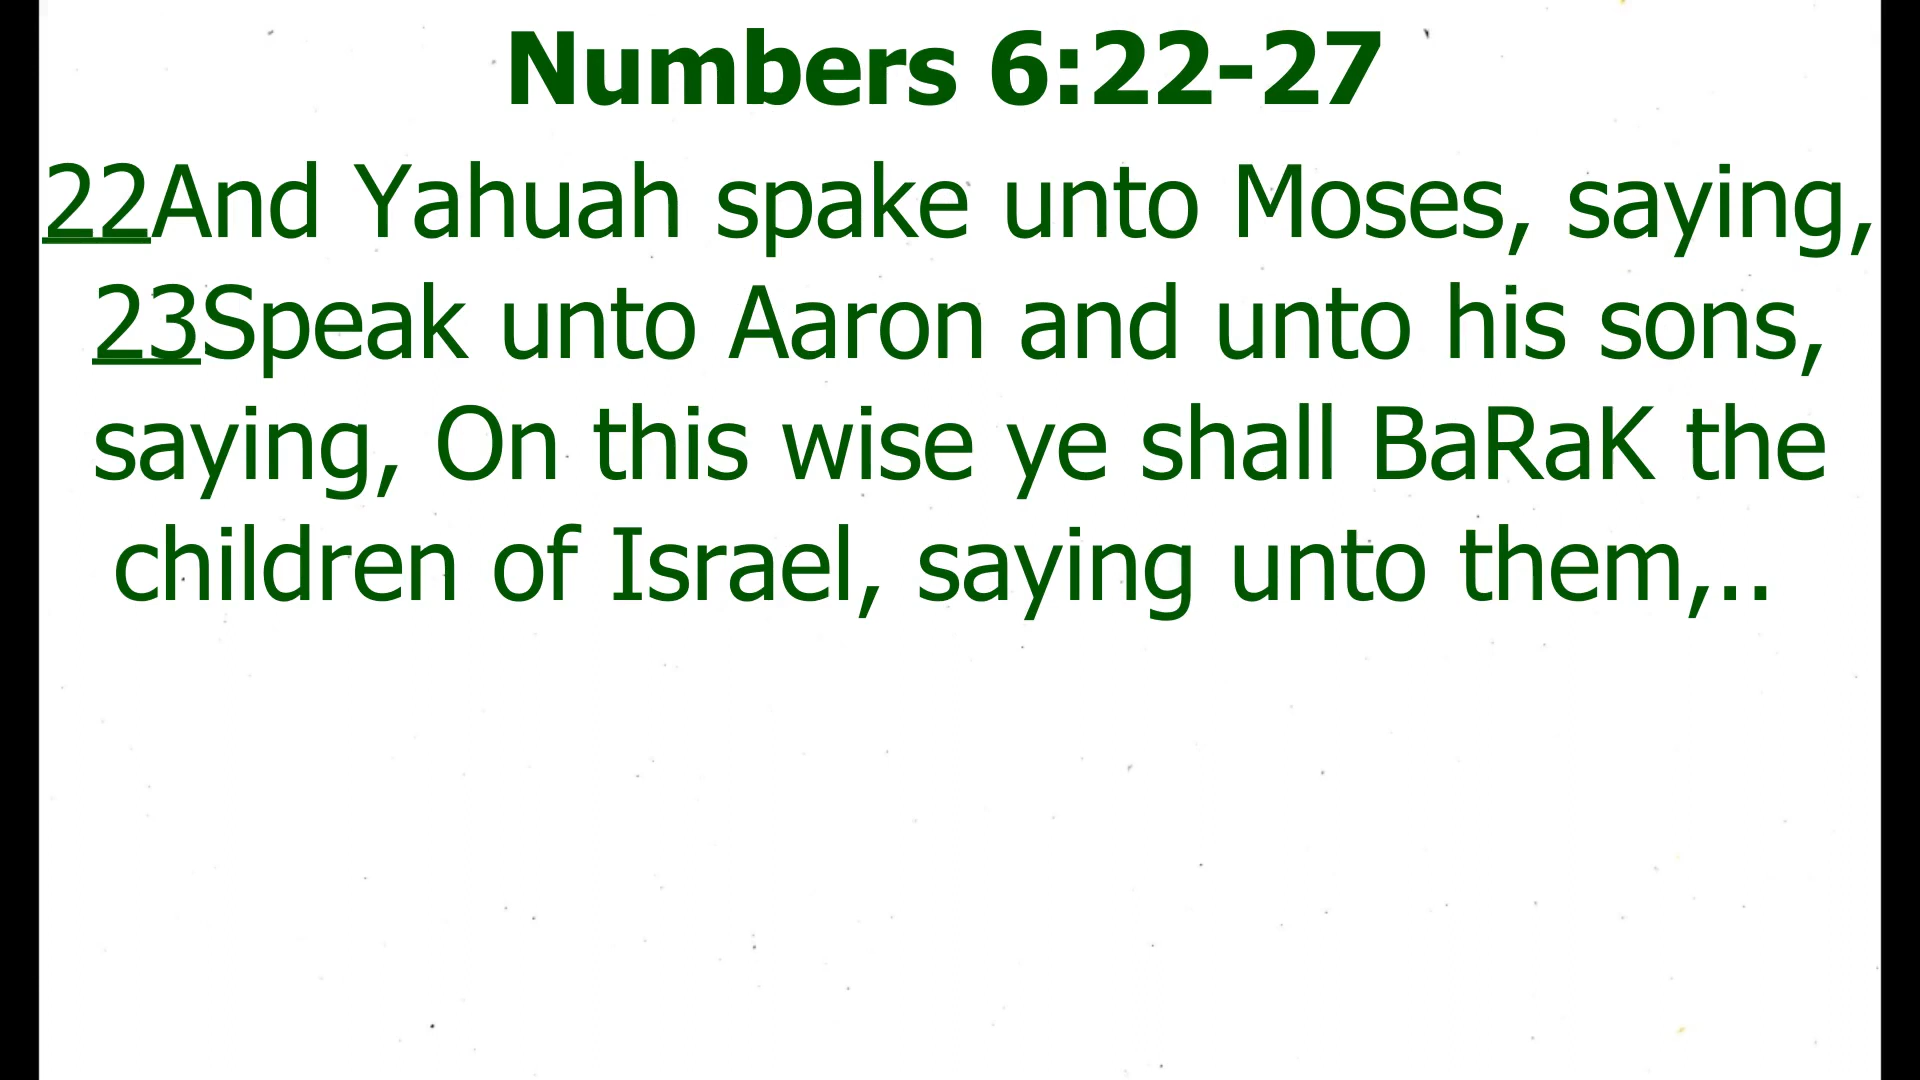 Numbers 6:22-27
22And Yahuah spake unto Moses, saying,
23Speak unto Aaron and unto his sons,
saying, On this wise ye shall BaRaK the
children of Israel, saying unto them,..